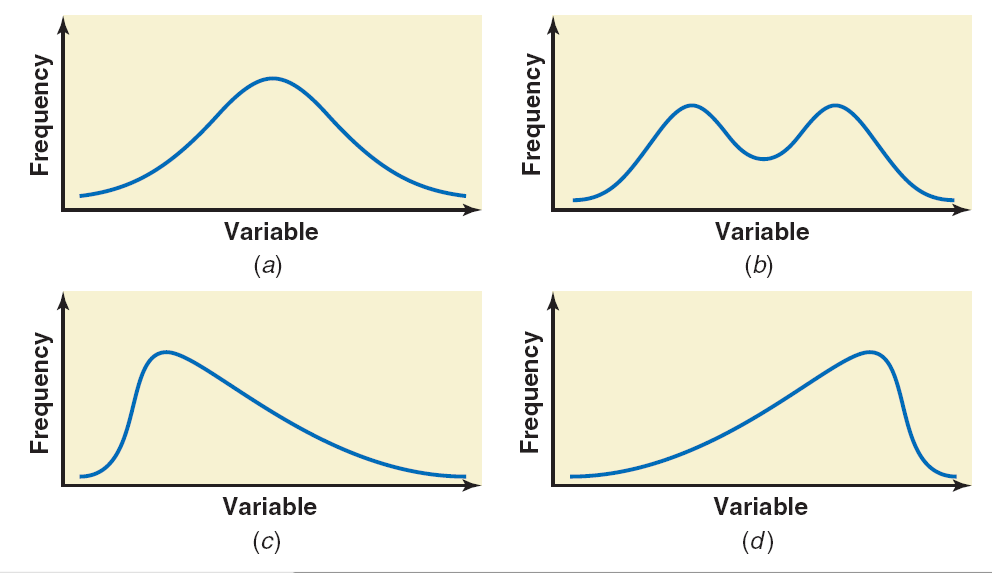 Frequency
Variable
(a)
Frequency
Variable
(b)
Frequency
Variable
(c)
Frequency
Variable
(d)